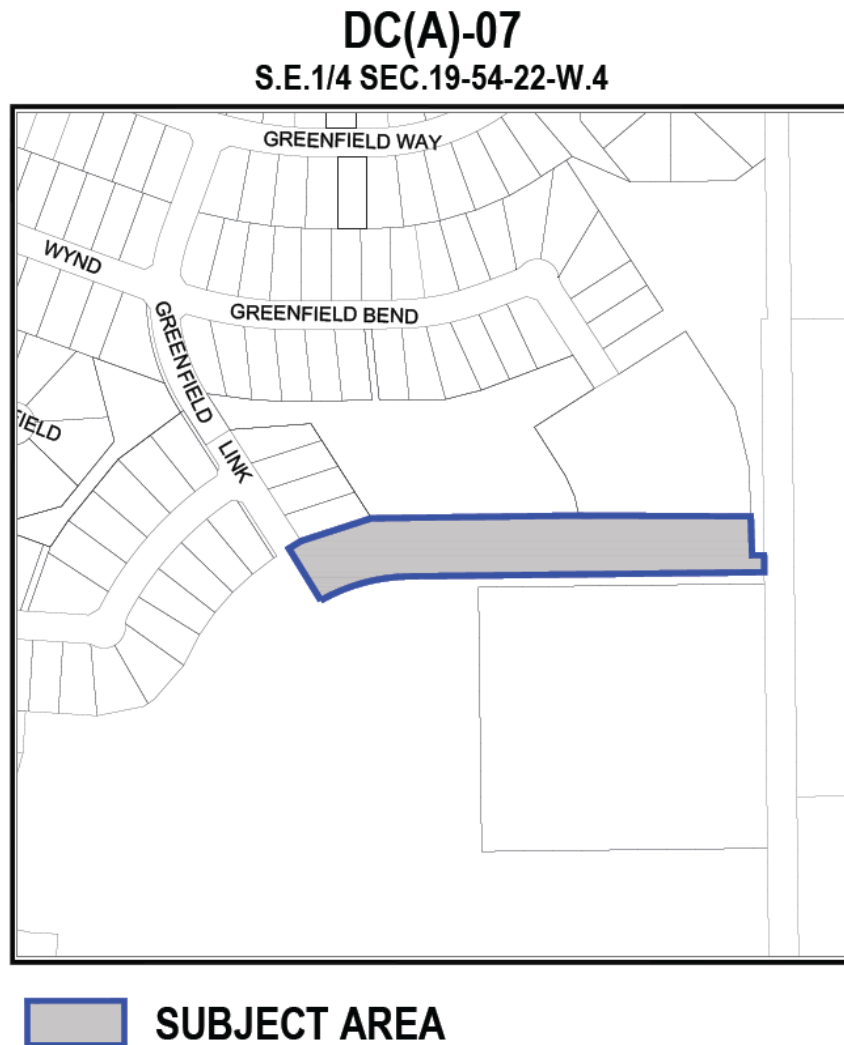 DC(A)-07
S.E.1/4 SEC.19-54-22-W.4
GREENFIELD WAY
WYND
GREENFIELD BEND
GREENFIELD
LINK
FIELD
SUBJECT AREA